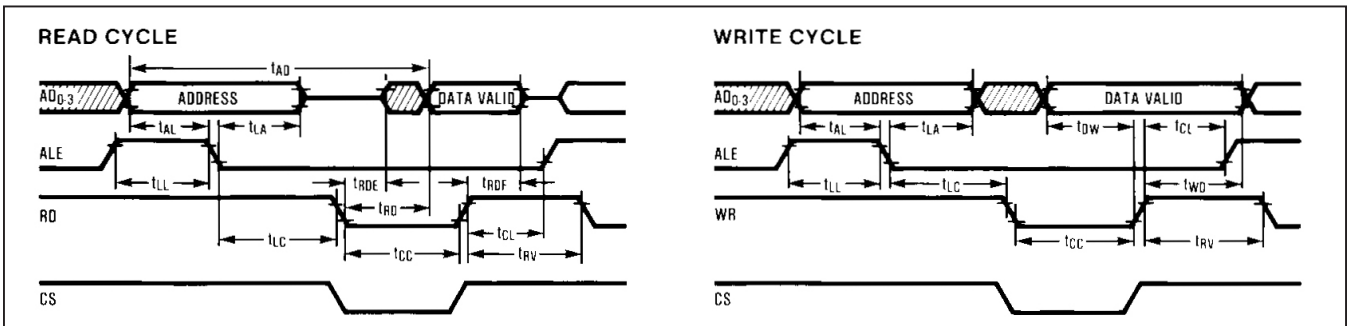 READ CYCLE
tAD
AD0-3
ADDRESS
DATA VALID
tAL
tLA
ALE
tLL
tRDE
tRDF
tRD
RD
tLC
tCC
tCL
tRV
CS
WRITE CYCLE
AD0-3
ADDRESS
DATA VALID
tAL
tLA
tDW
tCL
ALE
tLL
tLC
tWD
WR
tCC
tRV
CS